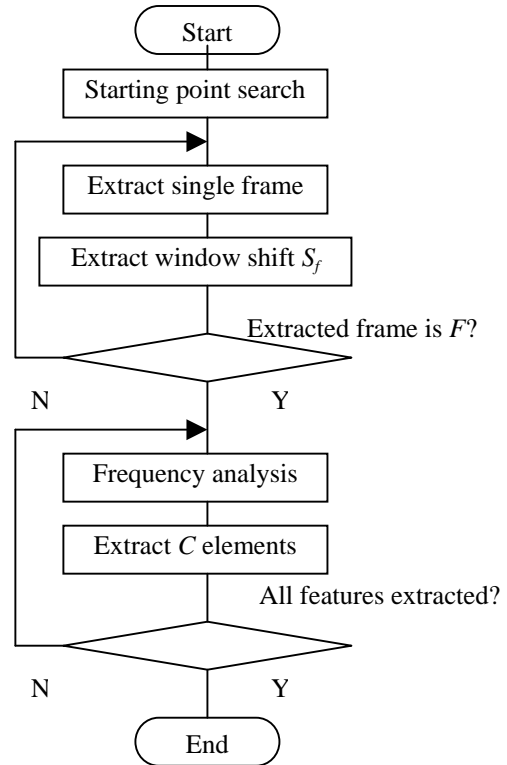 Start
Starting point search
Extract single frame
Extract window shift S_f
Extracted frame is F?
N
Y
Frequency analysis
Extract C elements
All features extracted?
N
Y
End